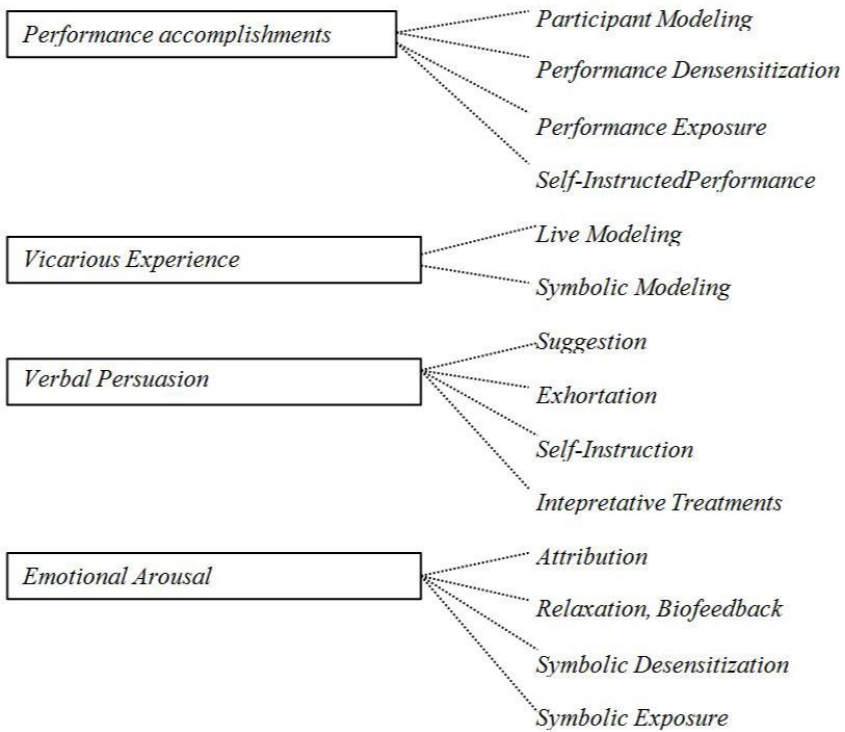 Performance accomplishments
Participant Modeling
Performance Densensitization
Performance Exposure
Self-InstructedPerformance
Vicarious Experience
Live Modeling
Symbolic Modeling
Verbal Persuasion
Suggestion
Exhortation
Self-Instruction
Intepretative Treatments
Emotional Arousal
Attribution
Relaxation, Biofeedback
Symbolic Desensitization
Symbolic Exposure